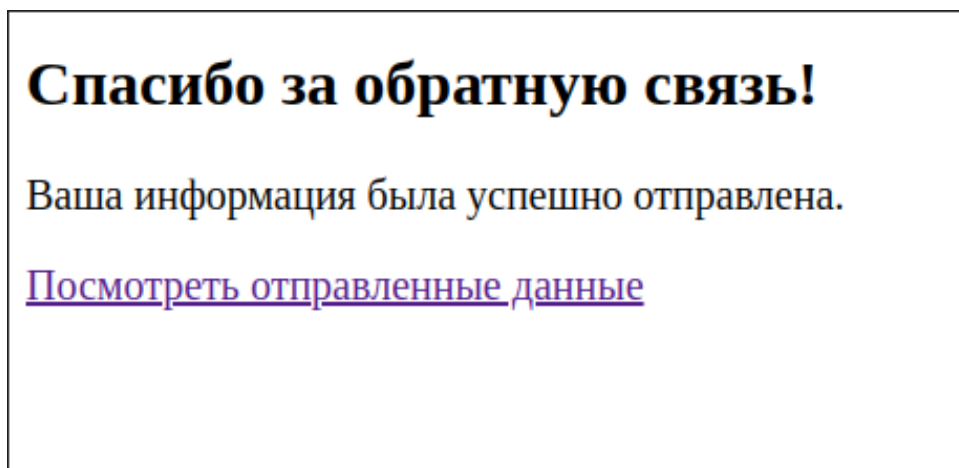 Спасибо за обратную связь!
Ваша информация была успешно отправлена.
Посмотреть отправленные данные